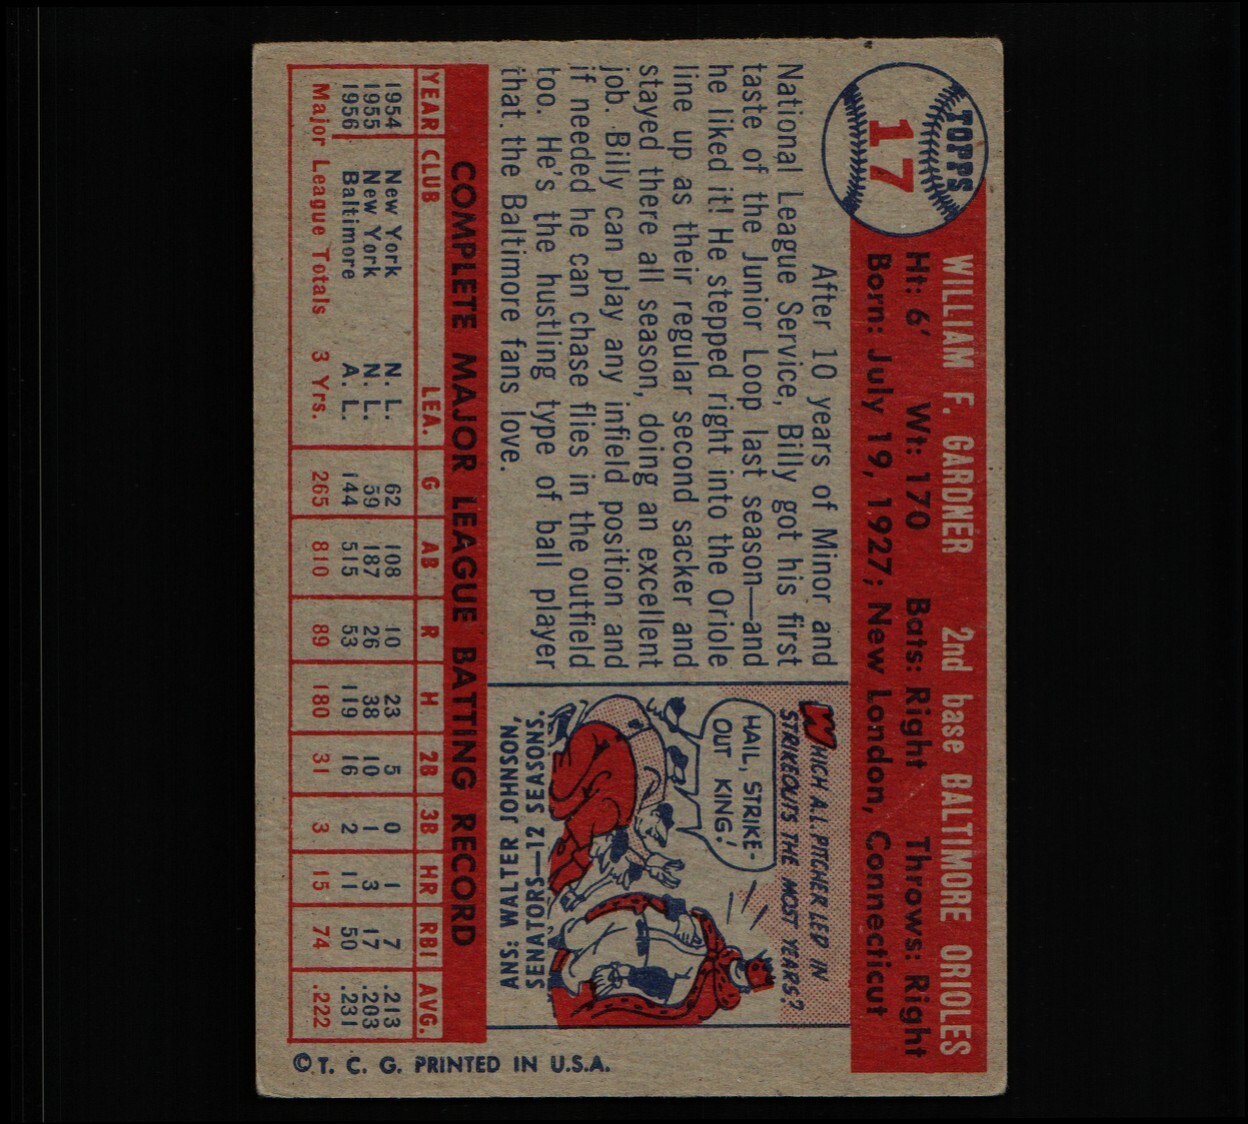 TOPPS
17
WILLIAM F. GARDNER 2nd base BALTIMORE ORIOLES
Ht: 6' Wt: 170 Bats: Right Throws: Right
Born: July 19, 1927; New London, Connecticut
After 10 years of Minor and
National League Service, Billy got his first
taste of the Junior Loop last season—and
he liked it! He stepped right into the Oriole
line up as their regular second sacker and
stayed there all season, doing an excellent
job. Billy can play any infield position and
if needed he can chase flies in the outfield
too. He's the hustling type of ball player
that the Baltimore fans love.
WHICH A.L. PITCHER LED IN
STRIKEOUTS THE MOST YEARS?
HAIL, STRIKE-
OUT KING!
ANS: WALTER JOHNSON,
SENATORS—12 SEASONS.
COMPLETE MAJOR LEAGUE BATTING RECORD
YEAR CLUB LEA. G AB R H 2B 3B HR RBI AVG.
1954 New York N. L. 62 108 10 23 5 0 1 7 .213
1955 New York N. L. 59 187 26 38 10 1 3 17 .203
1956 Baltimore A. L. 144 515 53 119 16 2 11 50 .231
Major League Totals 3 Yrs. 265 810 89 180 31 3 15 74 .222
© T. C. G. PRINTED IN U.S.A.